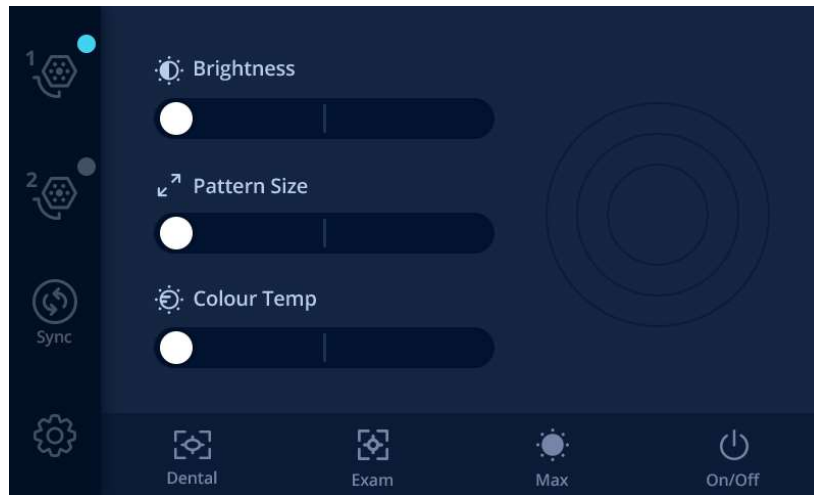 1
Brightness
2
Pattern Size
Colour Temp
Sync
Dental
Exam
Max
On/Off